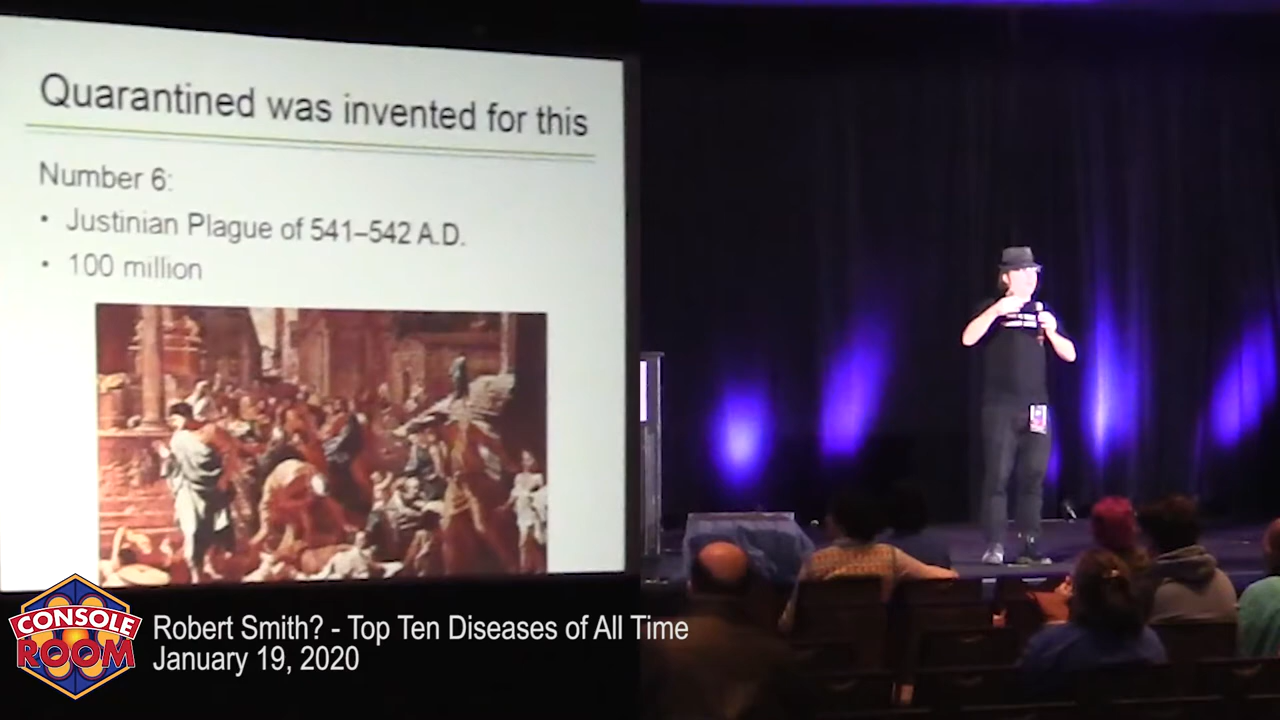 Quarantined was invented for this
Number 6:
• Justinian Plague of 541–542 A.D.
• 100 million
CONSOLE
ROOM
Robert Smith? - Top Ten Diseases of All Time
January 19, 2020